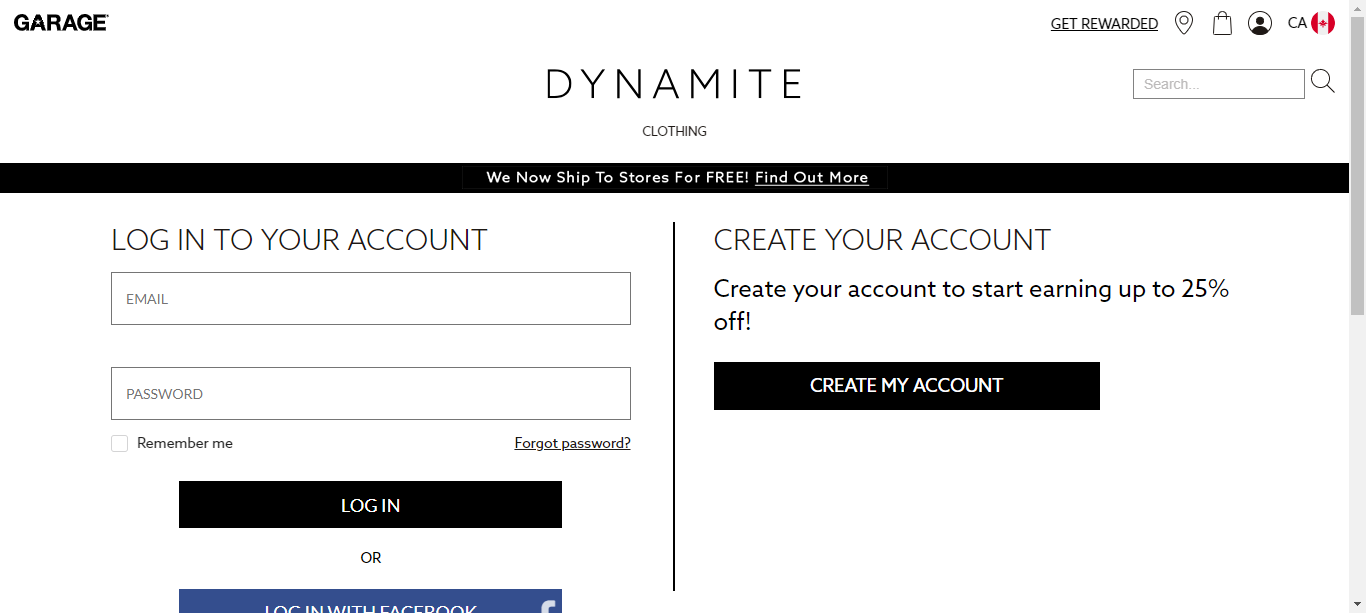 GARAGE
GET REWARDED
CA
DYNAMITE
Search...
CLOTHING
We Now Ship To Stores For FREE! Find Out More
LOG IN TO YOUR ACCOUNT
EMAIL
PASSWORD
Remember me
Forgot password?
LOG IN
OR
LOG IN WITH FACEBOOK
CREATE YOUR ACCOUNT
Create your account to start earning up to 25%
off!
CREATE MY ACCOUNT